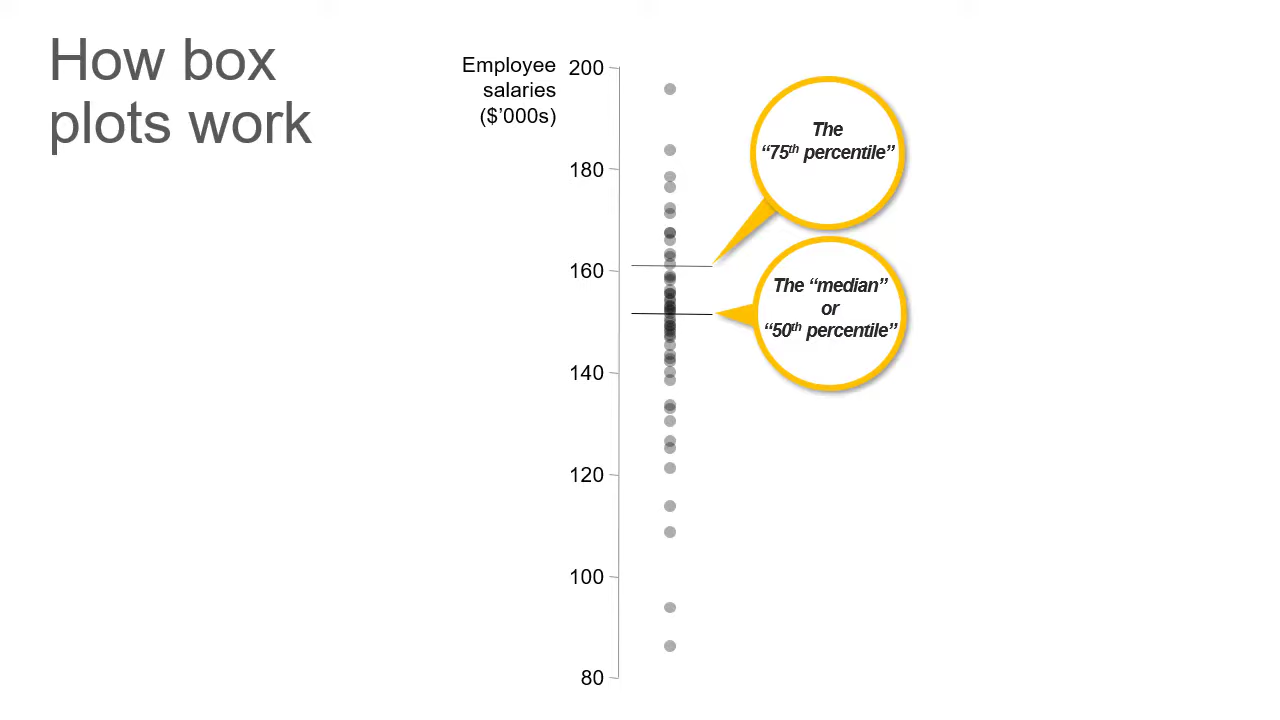 How box
plots work
Employee
salaries
($’000s)
200
180
160
140
120
100
80
The
“75th percentile”
The “median”
or
“50th percentile”